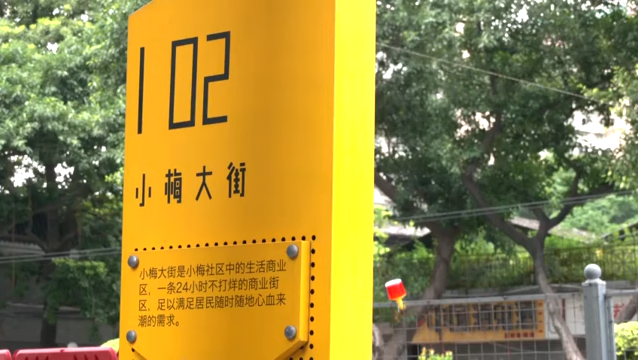 102
小梅大街
小梅大街是小梅社区中的生活商业
区，一条24小时不打烊的商业街
区，足以满足居民随时随地心血来
潮的需求。